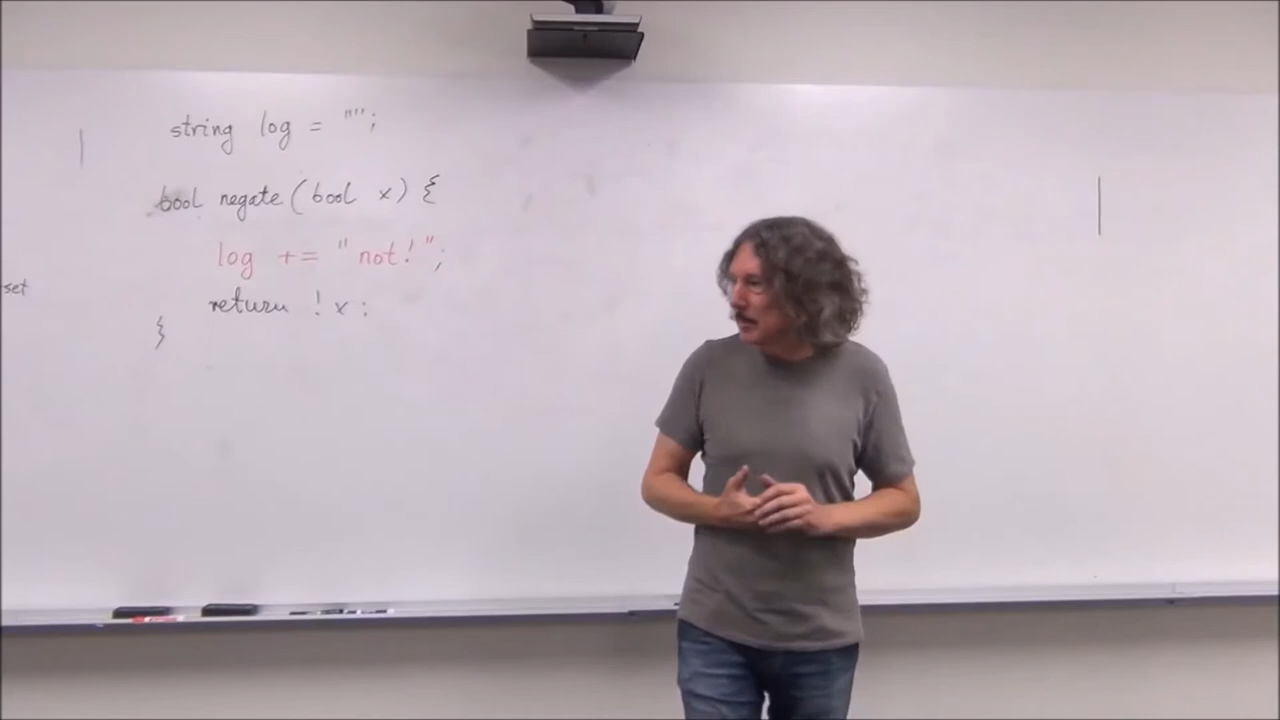 string log = "";
bool negate (bool x) {
log += "not!";
return !x;
}
set